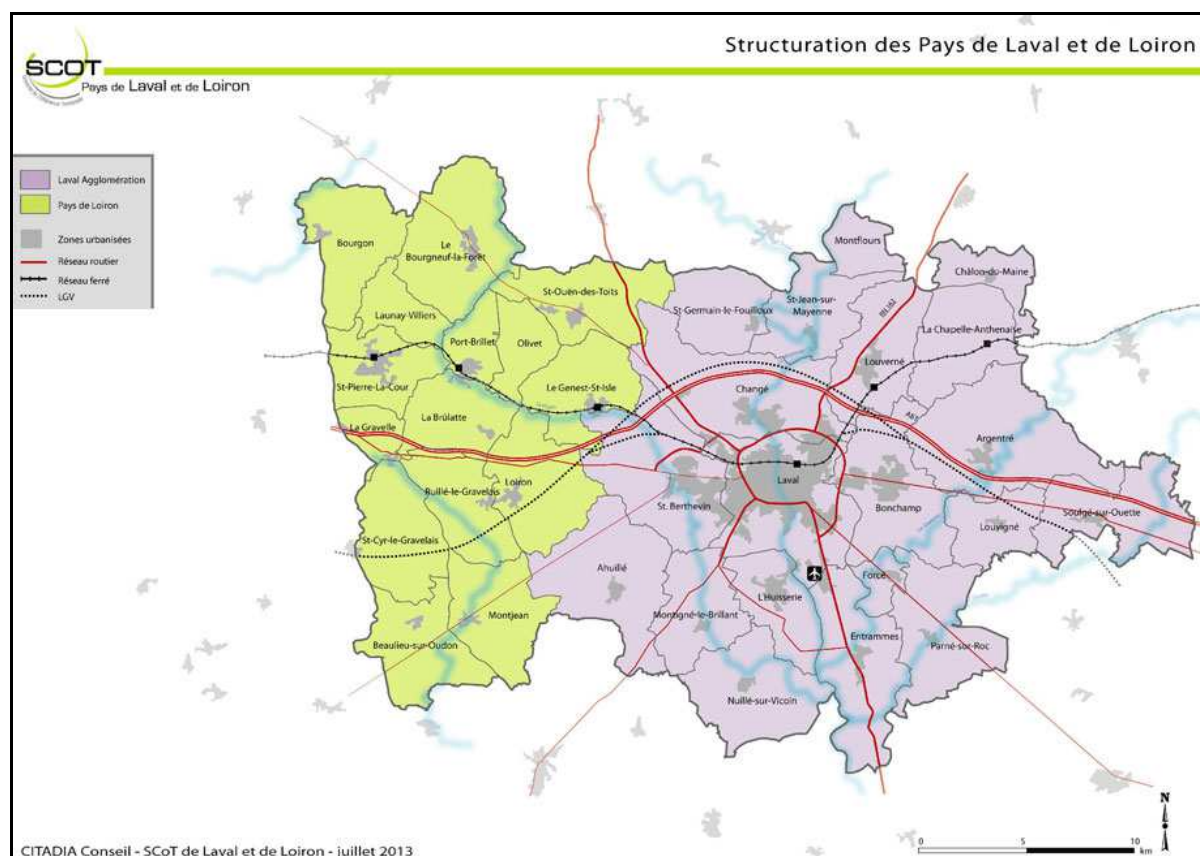 Structuration des Pays de Laval et de Loiron
SCOT
Pays de Laval et de Loiron
Laval Agglomération
Pays de Loiron
Zones urbanisées
Réseau routier
Réseau ferré
LGV
Bourgon
Le
Bourgneuf-la-Forêt
Montflours
Châlon-du-Maine
St-Ouën-des-Toits
St-Germain-le-Fouilloux
St-Jean-sur-
Mayenne
Launay-Villiers
Port-Brillet
Olivet
La Chapelle-Anthenaise
Louverné
St-Pierre-la-Cour
Le Genest-St-Isle
Changé
La Brûlatte
La Gravelle
A81
Argentré
Ruillé-le-Gravelais
Loiron
Laval
St. Berthevin
Bonchamp
Louvigné
Soulgé-sur-Ouette
St-Cyr-le-Gravelais
Ahuillé
L'Huisserie
Forcé
Montjean
Montigné-le-Brillant
Beaulieu-sur-Oudon
Entrammes
Parné-sur-Roc
Nuillé-sur-Vicoin
N
0 5 10
km
CITADIA Conseil - SCoT de Laval et de Loiron - juillet 2013